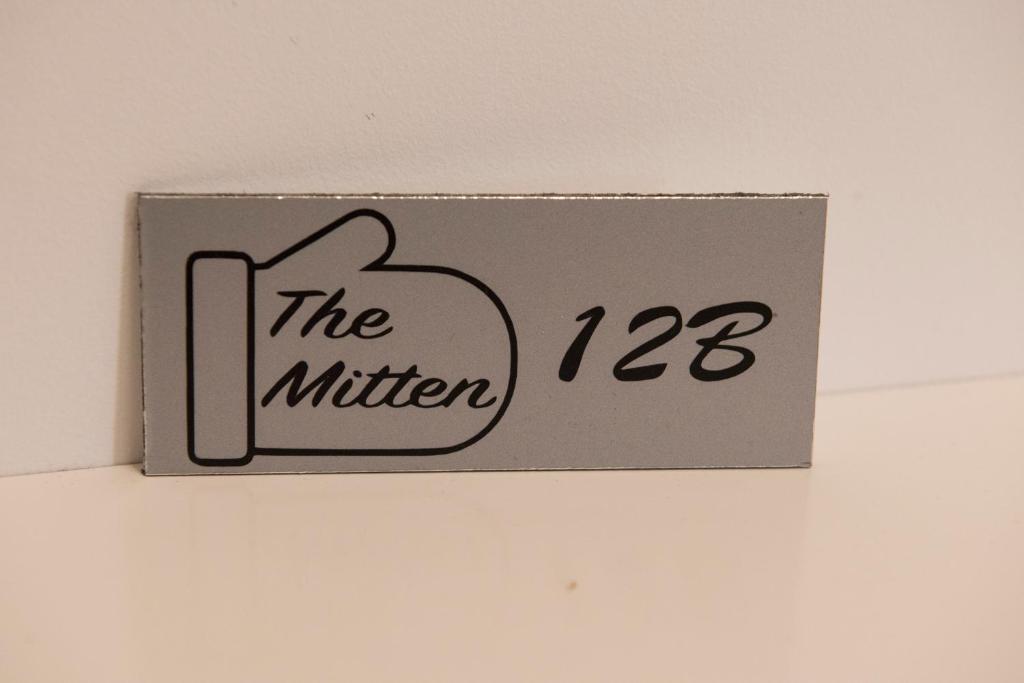 The
Mitten
12B